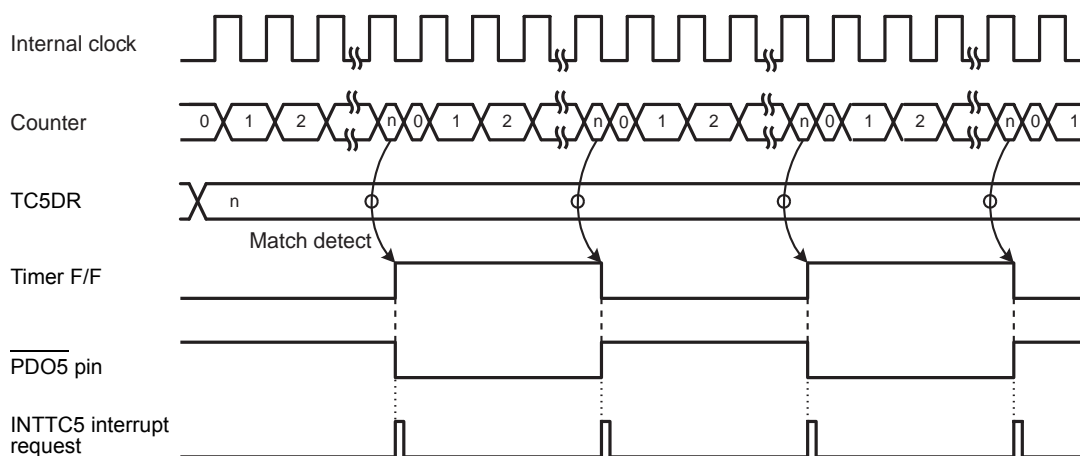 Internal clock
Counter
0 1 2 n 0 1 2 n 0 1 2 n 0 1 2 n 0 1
TC5DR
n
Match detect
Timer F/F
PDO5 pin
INTTC5 interrupt
request